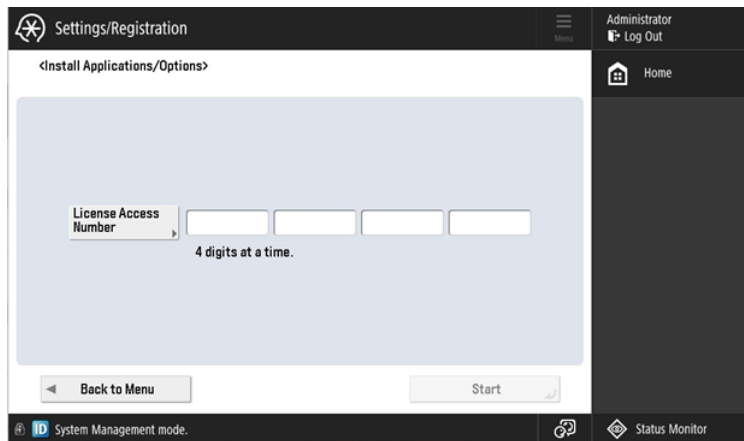 Settings/Registration
Menu
Administrator
Log Out
<Install Applications/Options>
Home
License Access
Number
4 digits at a time.
Back to Menu
Start
ID System Management mode.
Status Monitor